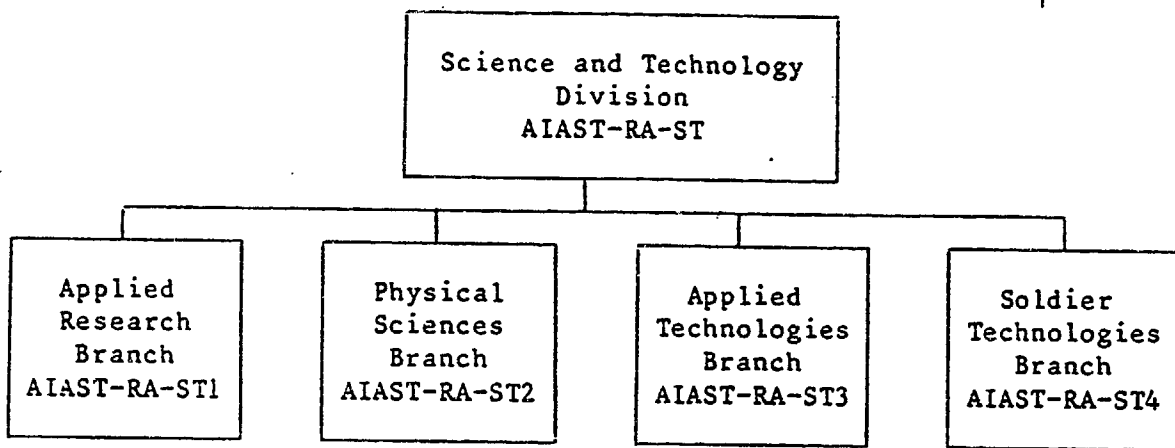 Science and Technology
Division
AIAST-RA-ST
Applied
Research
Branch
AIAST-RA-ST1
Physical
Sciences
Branch
AIAST-RA-ST2
Applied
Technologies
Branch
AIAST-RA-ST3
Soldier
Technologies
Branch
AIAST-RA-ST4